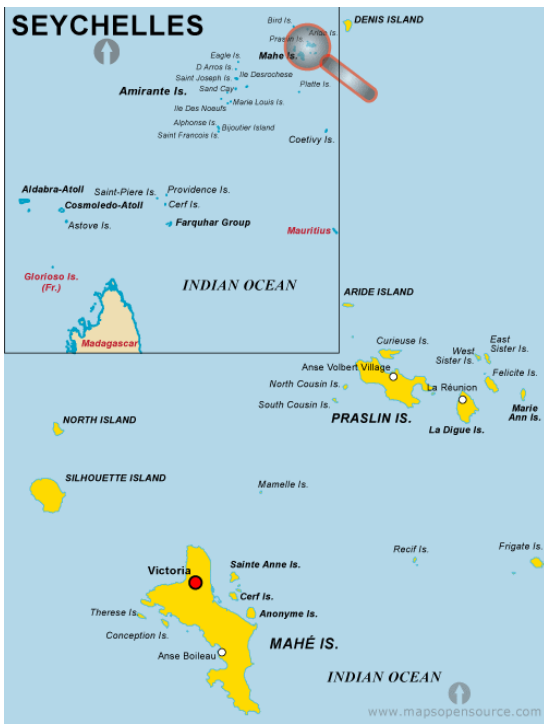 SEYCHELLES
Bird Is.
DENIS ISLAND
Praslin Is.
Arida Is.
Eagle Is.
Mahe Is.
D Arros Is.
Saint Joseph Is.
Ile Desrochese
Sand Cay
Platte Is.
Amirante Is.
Marie Louis Is.
Ile Des Noeufs
Alphonse Is.
Bijoutier Island
Saint Francois Is.
Coetivy Is.
Aldabra-Atoll
Saint-Piere Is.
Providence Is.
Cerf Is.
Cosmoledo-Atoll
Astove Is.
Farquhar Group
Mauritius
Glorioso Is.
(Fr.)
INDIAN OCEAN
Madagascar
ARIDE ISLAND
Curieuse Is.
East
Sister Is.
West
Sister Is.
Anse Volbert Village
Felicite Is.
North Cousin Is.
La Réunion
South Cousin Is.
Marie
Ann Is.
PRASLIN IS.
La Digue Is.
NORTH ISLAND
SILHOUETTE ISLAND
Mamelle Is.
Recif Is.
Frigate Is.
Victoria
Sainte Anne Is.
Cerf Is.
Therese Is.
Anonyme Is.
Conception Is.
MAHÉ IS.
Anse Boileau
INDIAN OCEAN
www.mapsopensource.com